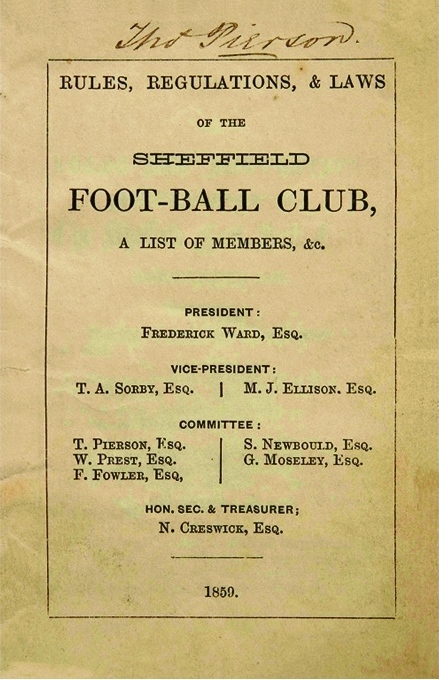 Thos Pierson.
RULES, REGULATIONS, & LAWS
OF THE
SHEFFIELD
FOOT-BALL CLUB,
A LIST OF MEMBERS, &c.
PRESIDENT:
FREDERICK WARD, ESQ.
VICE-PRESIDENT:
T. A. SORBY, ESQ. | M. J. ELLISON. ESQ.
COMMITTEE:
T. PIERSON, ESQ. S. NEWBOULD, ESQ.
W. PREST, ESQ. G. MOSELEY, ESQ.
F. FOWLER, ESQ,
HON. SEC. & TREASURER;
N. CRESWICK, ESQ.
1859.